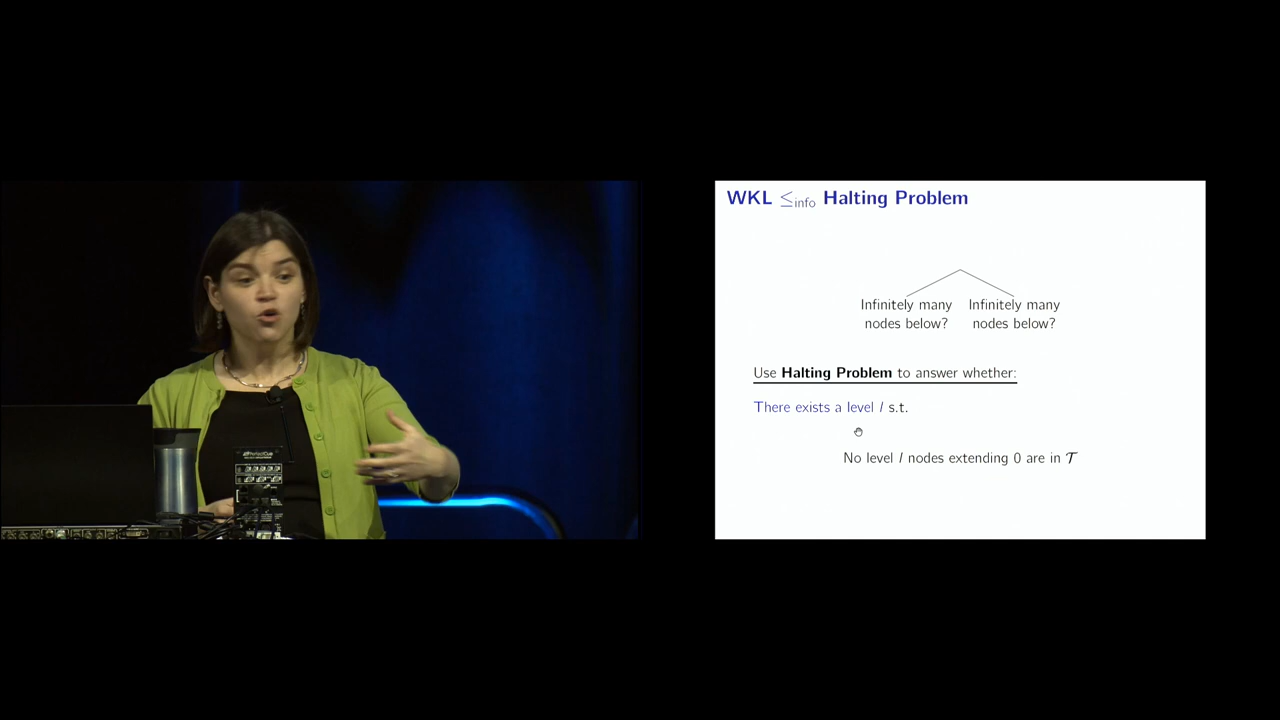 WKL ≤info Halting Problem
Infinitely many nodes below?
Infinitely many nodes below?
Use Halting Problem to answer whether:
There exists a level l s.t.
No level l nodes extending 0 are in T